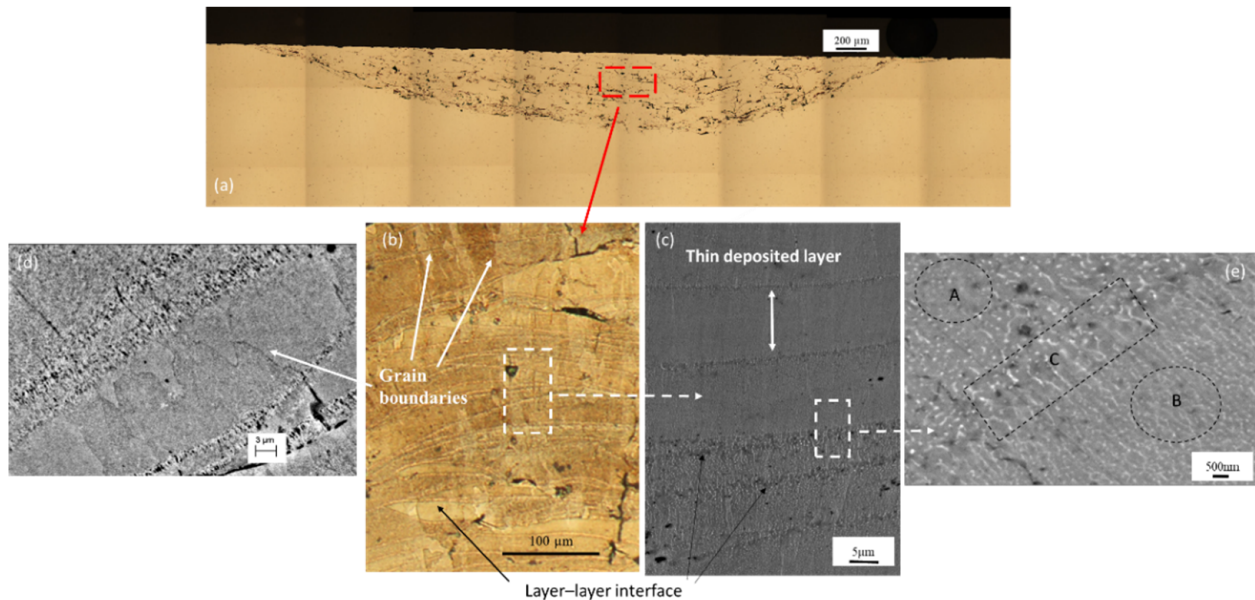 200 µm
(a)
(b)
(c)
Thin deposited layer
(d)
(e)
A
Grain
boundaries
C
B
3 µm
500nm
100 µm
5µm
Layer–layer interface